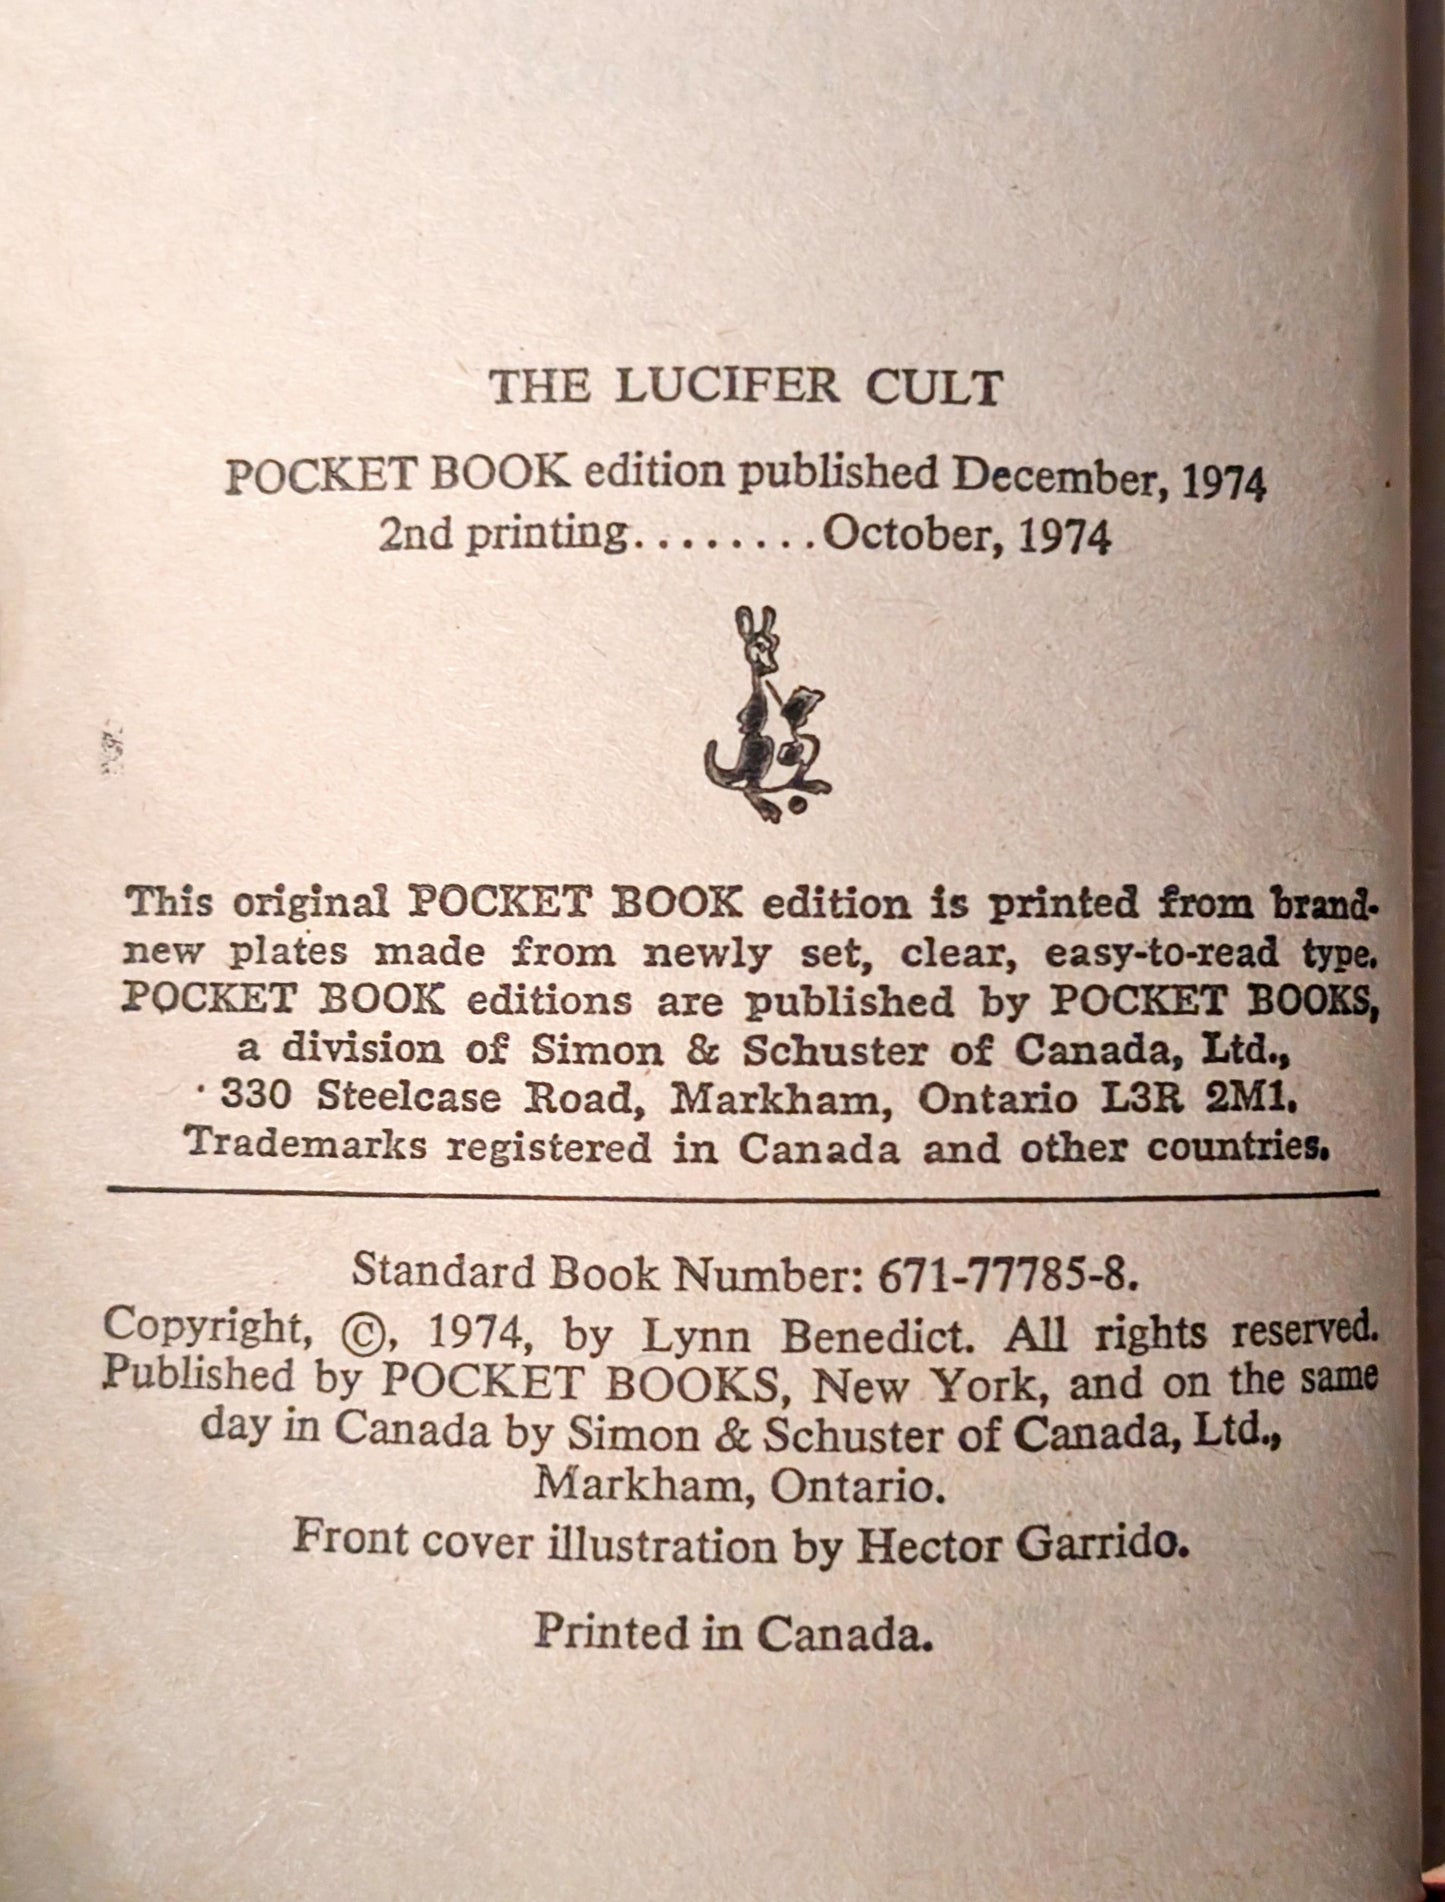 THE LUCIFER CULT
POCKET BOOK edition published December, 1974
2nd printing........October, 1974
This original POCKET BOOK edition is printed from brand-
new plates made from newly set, clear, easy-to-read type.
POCKET BOOK editions are published by POCKET BOOKS,
a division of Simon & Schuster of Canada, Ltd.,
330 Steelcase Road, Markham, Ontario L3R 2M1.
Trademarks registered in Canada and other countries.
Standard Book Number: 671-77785-8.
Copyright, ©, 1974, by Lynn Benedict. All rights reserved.
Published by POCKET BOOKS, New York, and on the same
day in Canada by Simon & Schuster of Canada, Ltd.,
Markham, Ontario.
Front cover illustration by Hector Garrido.
Printed in Canada.